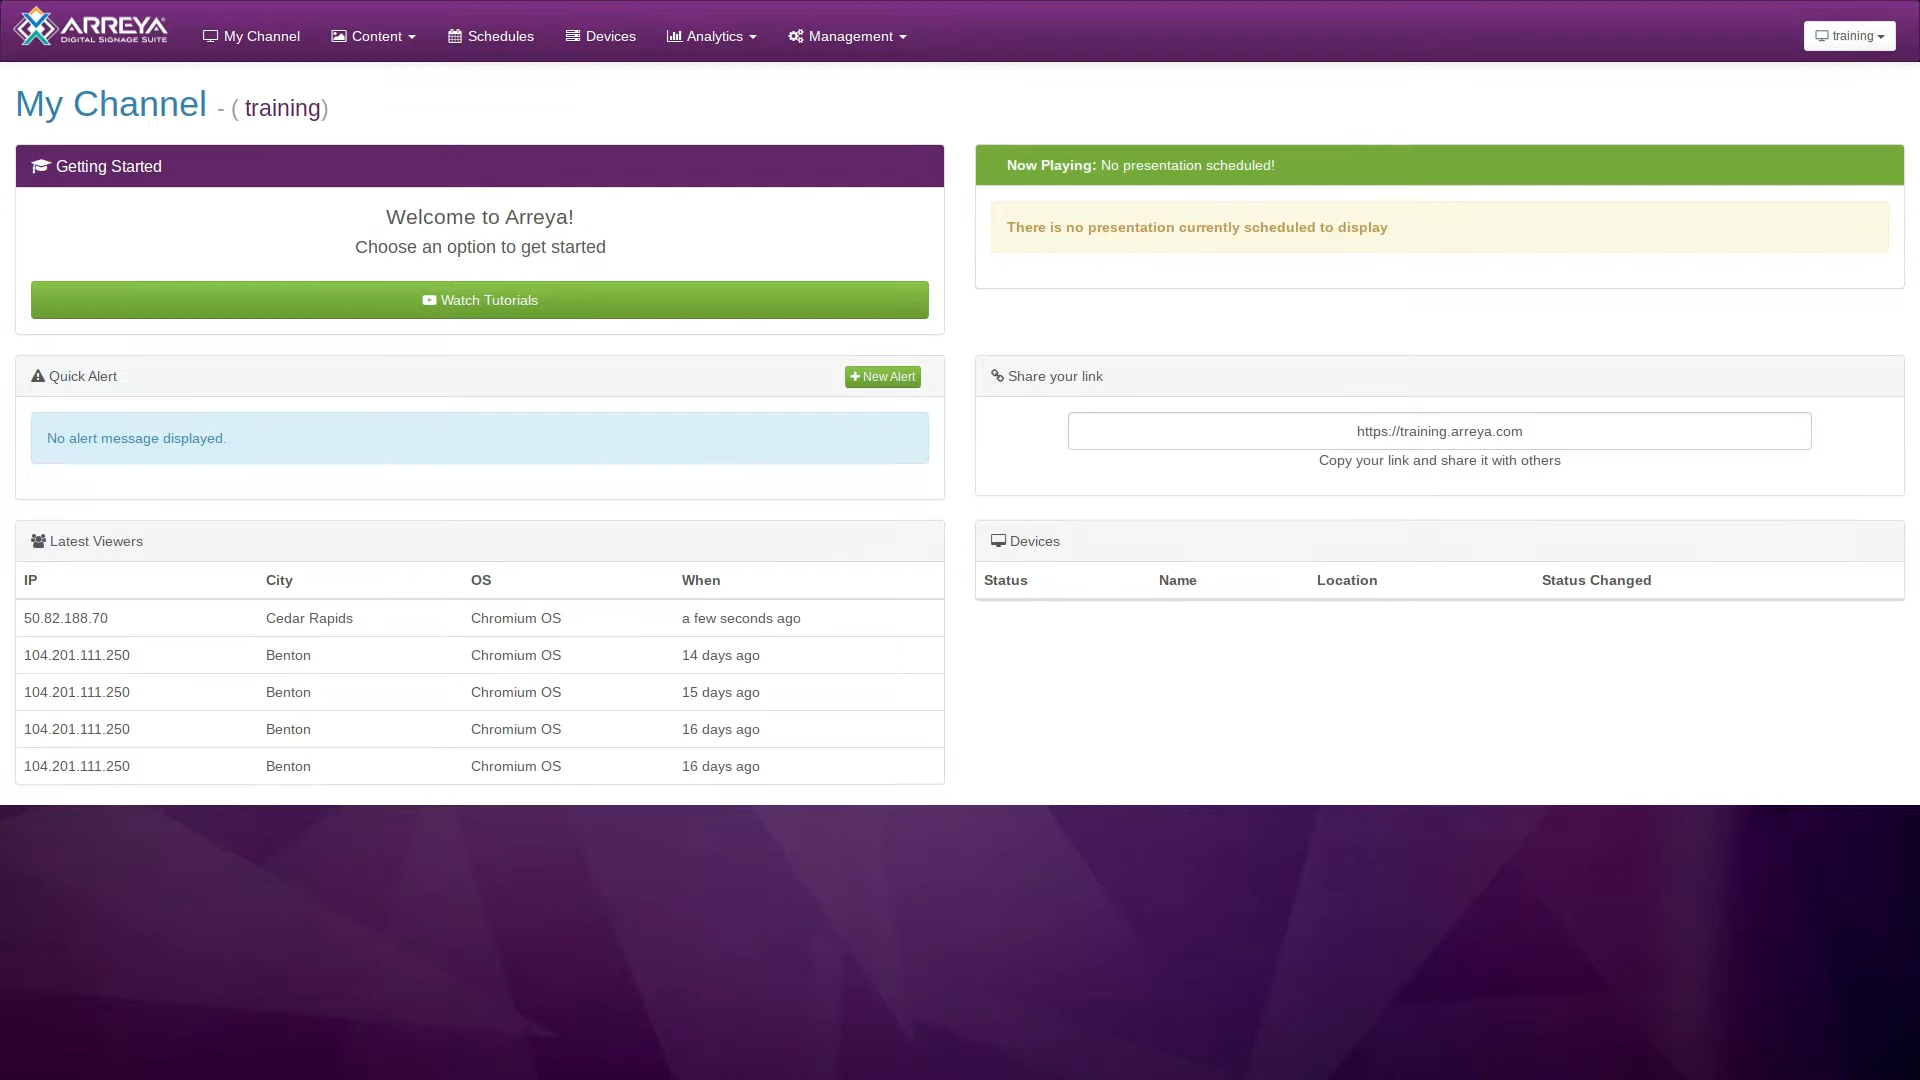 ARREYA
DIGITAL SIGNAGE SUITE
My Channel
Content
Schedules
Devices
Analytics
Management
training
My Channel - ( training)
Getting Started
Welcome to Arreya!
Choose an option to get started
Watch Tutorials
Now Playing: No presentation scheduled!
There is no presentation currently scheduled to display
Quick Alert
New Alert
No alert message displayed.
Share your link
https://training.arreya.com
Copy your link and share it with others
Latest Viewers
IP City OS When
50.82.188.70 Cedar Rapids Chromium OS a few seconds ago
104.201.111.250 Benton Chromium OS 14 days ago
104.201.111.250 Benton Chromium OS 15 days ago
104.201.111.250 Benton Chromium OS 16 days ago
104.201.111.250 Benton Chromium OS 16 days ago
Devices
Status Name Location Status Changed